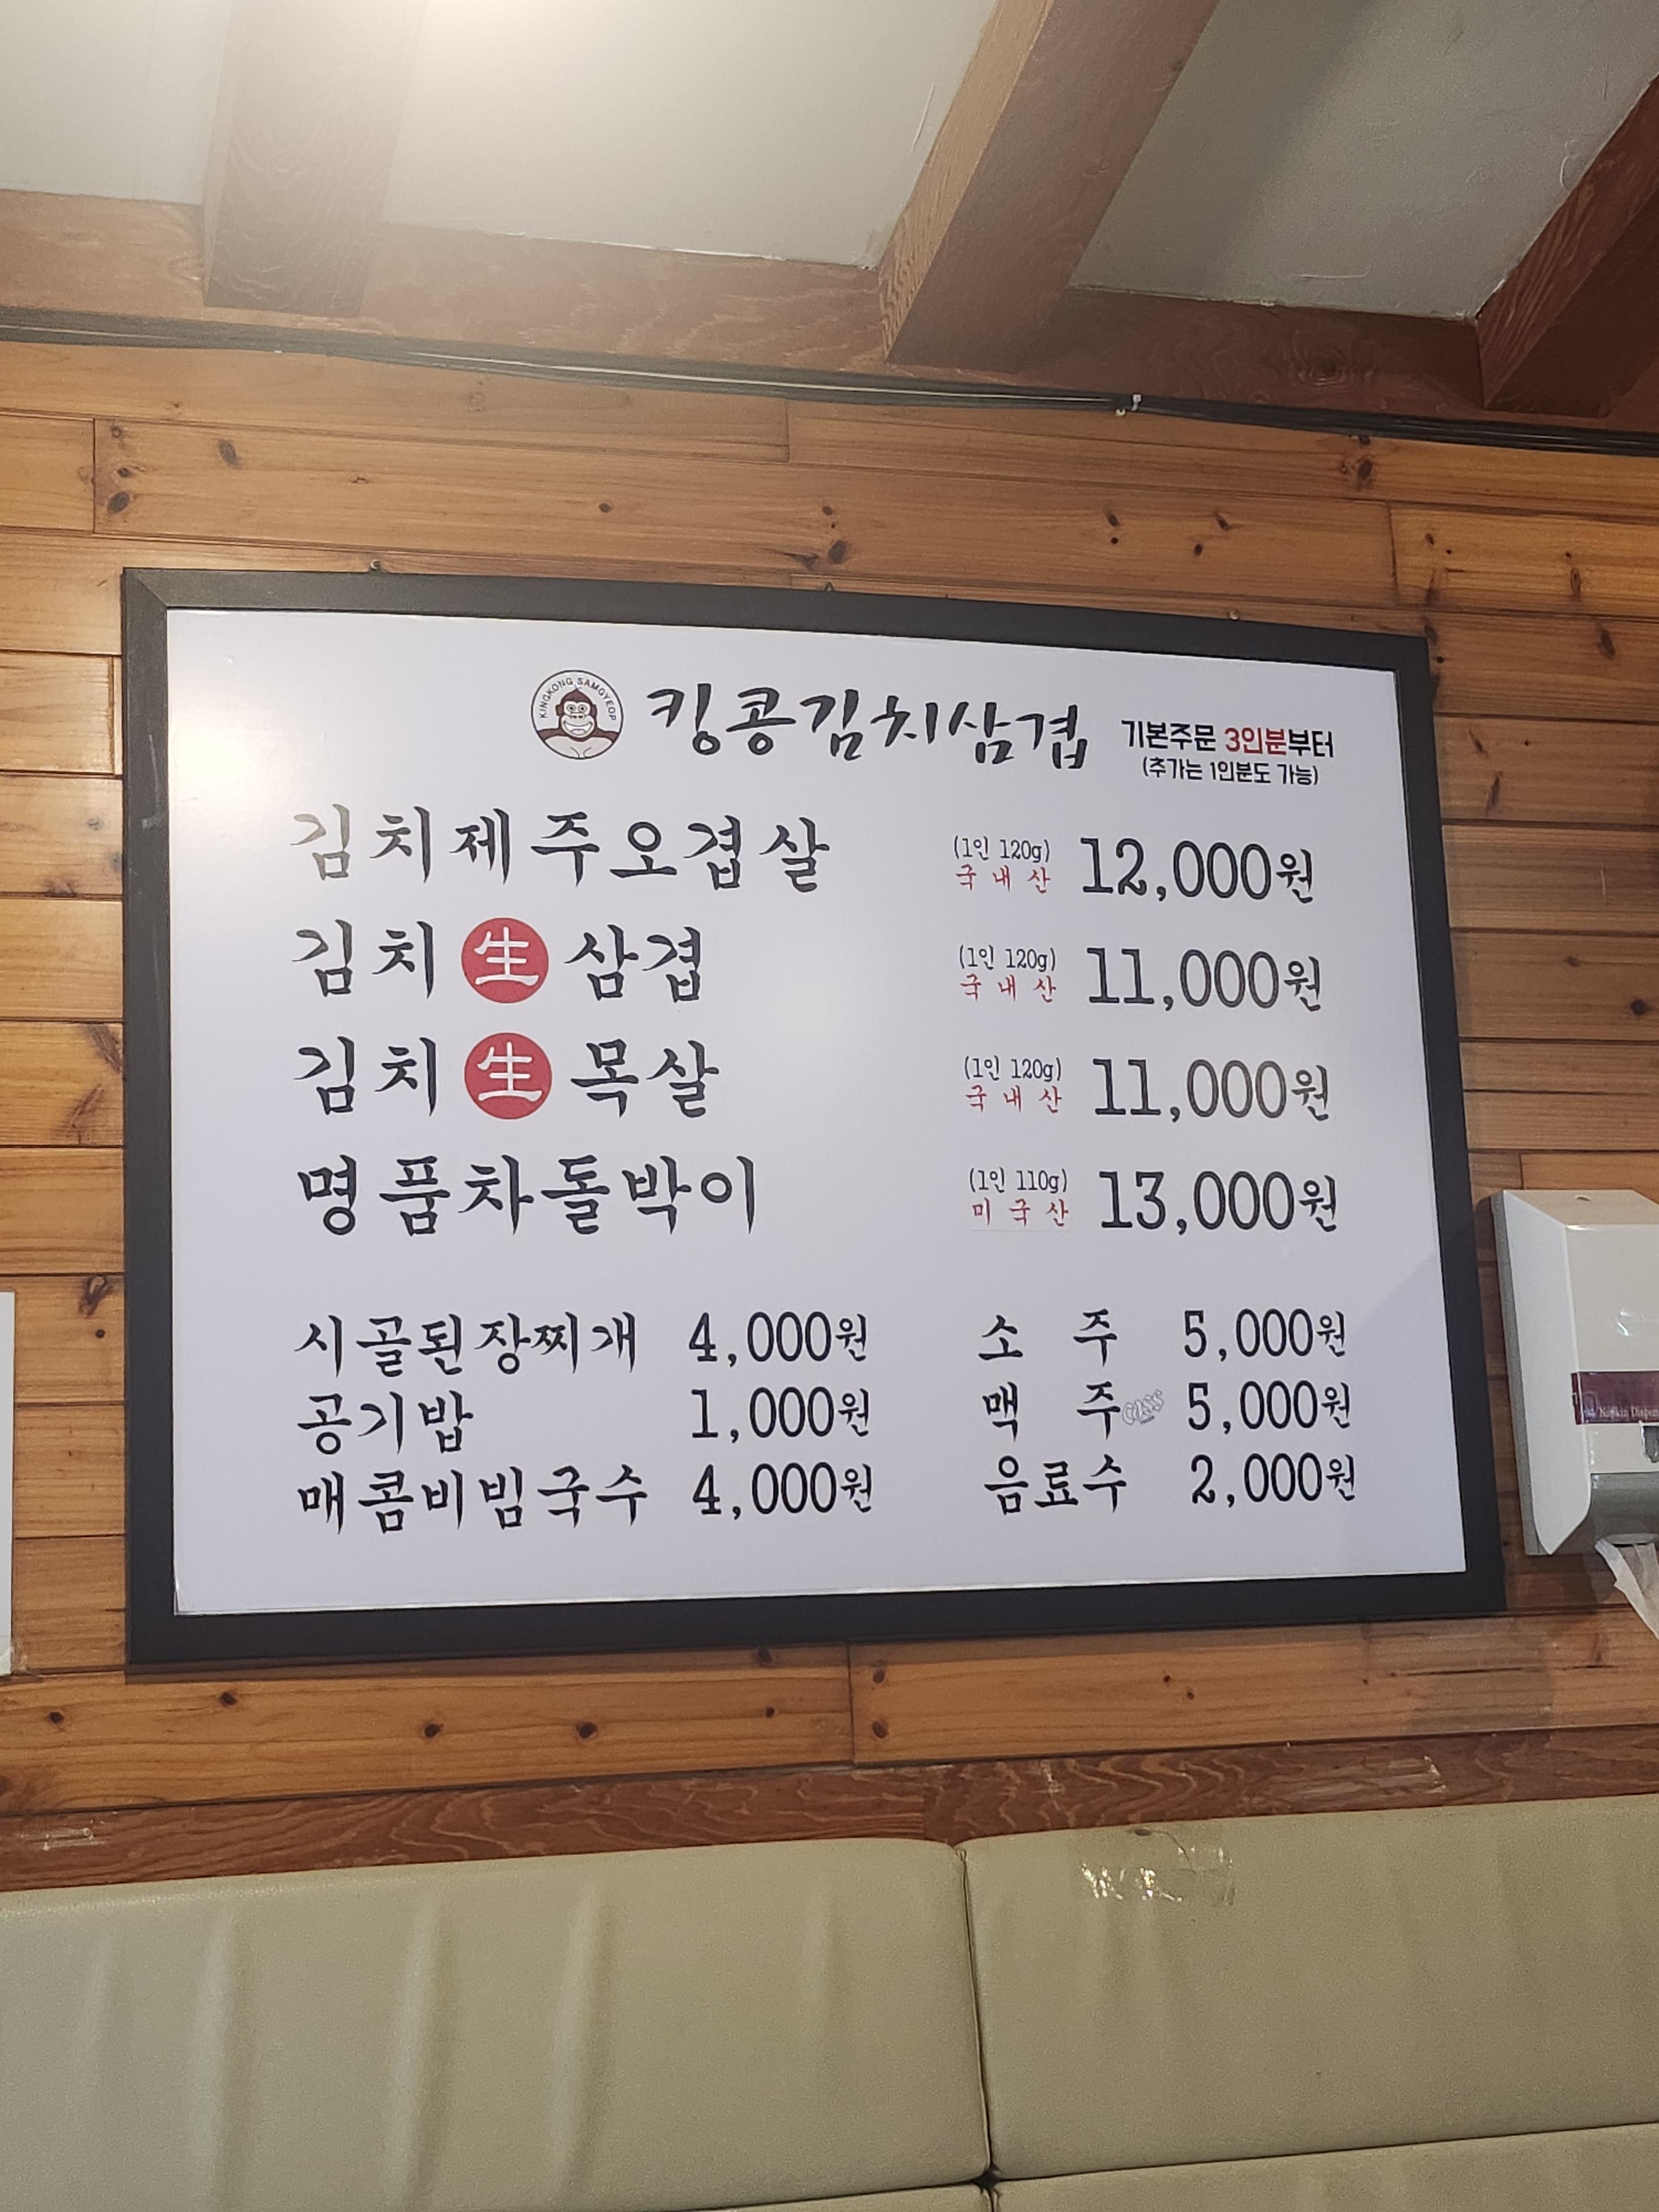 KINGKONG SAMGYEOP
킹콩김치삼겹
기본주문 3인분부터
(추가는 1인분도 가능)
김치제주오겹살 (1인 120g) 국내산 12,000원
김치生삼겹 (1인 120g) 국내산 11,000원
김치生목살 (1인 120g) 국내산 11,000원
명품차돌박이 (1인 110g) 미국산 13,000원
시골된장찌개 4,000원
공기밥 1,000원
매콤비빔국수 4,000원
소주 5,000원
맥주 cass 5,000원
음료수 2,000원
Napkin